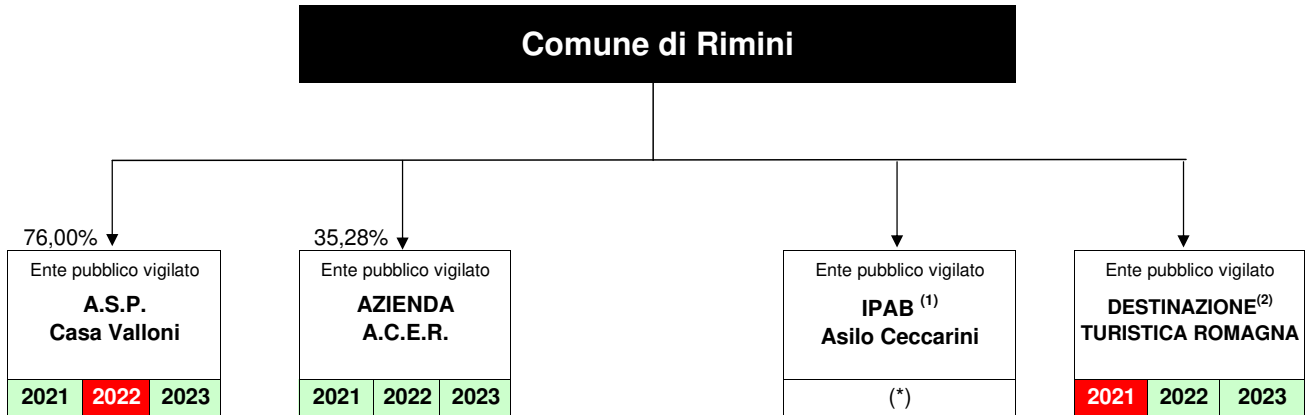 Comune di Rimini
76,00%
Ente pubblico vigilato
A.S.P.
Casa Valloni
2021 2022 2023
35,28%
Ente pubblico vigilato
AZIENDA
A.C.E.R.
2021 2022 2023
Ente pubblico vigilato
IPAB (1)
Asilo Ceccarini
(*)
Ente pubblico vigilato
DESTINAZIONE(2)
TURISTICA ROMAGNA
2021 2022 2023